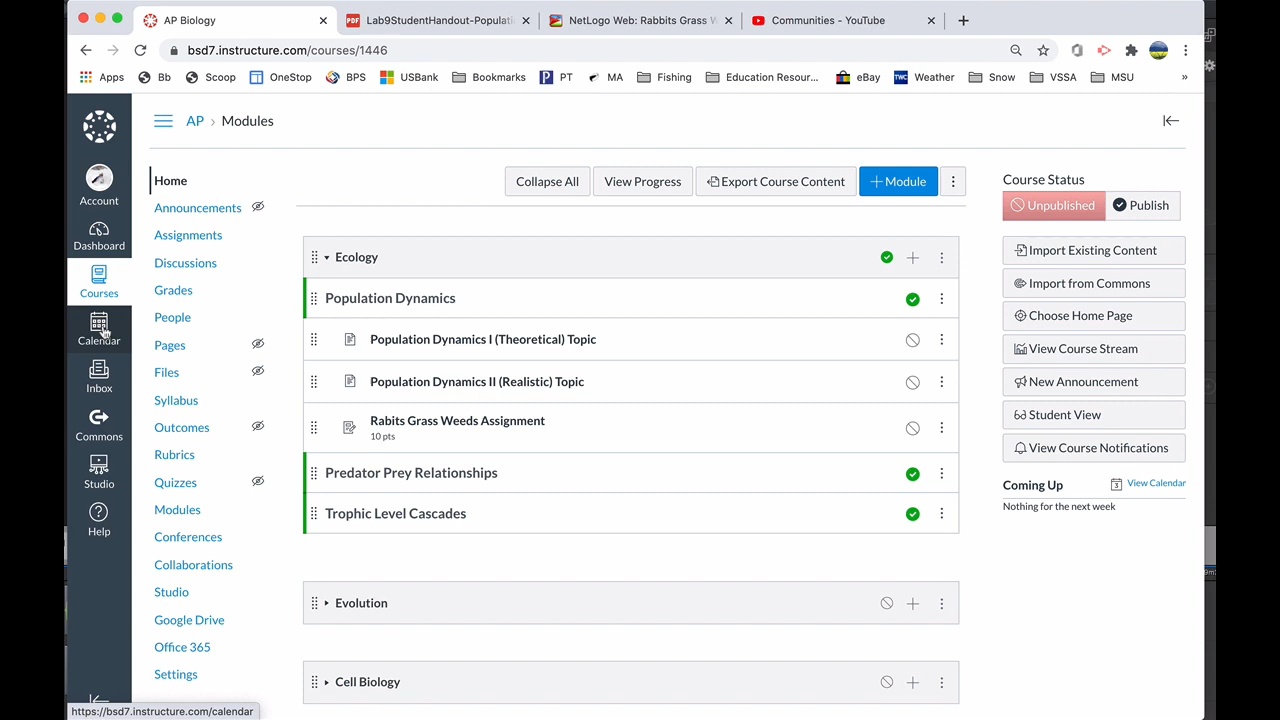 AP Biology
Lab9StudentHandout-Populati
NetLogo Web: Rabbits Grass W
Communities - YouTube
bsd7.instructure.com/courses/1446
Apps
Bb
Scoop
OneStop
BPS
USBank
Bookmarks
PT
MA
Fishing
Education Resour...
eBay
Weather
Snow
VSSA
MSU
»
AP › Modules
Account
Dashboard
Courses
Calendar
Inbox
Commons
Studio
Help
Home
Announcements
Assignments
Discussions
Grades
People
Pages
Files
Syllabus
Outcomes
Rubrics
Quizzes
Modules
Conferences
Collaborations
Studio
Google Drive
Office 365
Settings
Collapse All
View Progress
Export Course Content
+ Module
Ecology
Population Dynamics
Population Dynamics I (Theoretical) Topic
Population Dynamics II (Realistic) Topic
Rabits Grass Weeds Assignment
10 pts
Predator Prey Relationships
Trophic Level Cascades
Evolution
Cell Biology
Course Status
Unpublished
Publish
Import Existing Content
Import from Commons
Choose Home Page
View Course Stream
New Announcement
Student View
View Course Notifications
Coming Up
View Calendar
Nothing for the next week
https://bsd7.instructure.com/calendar